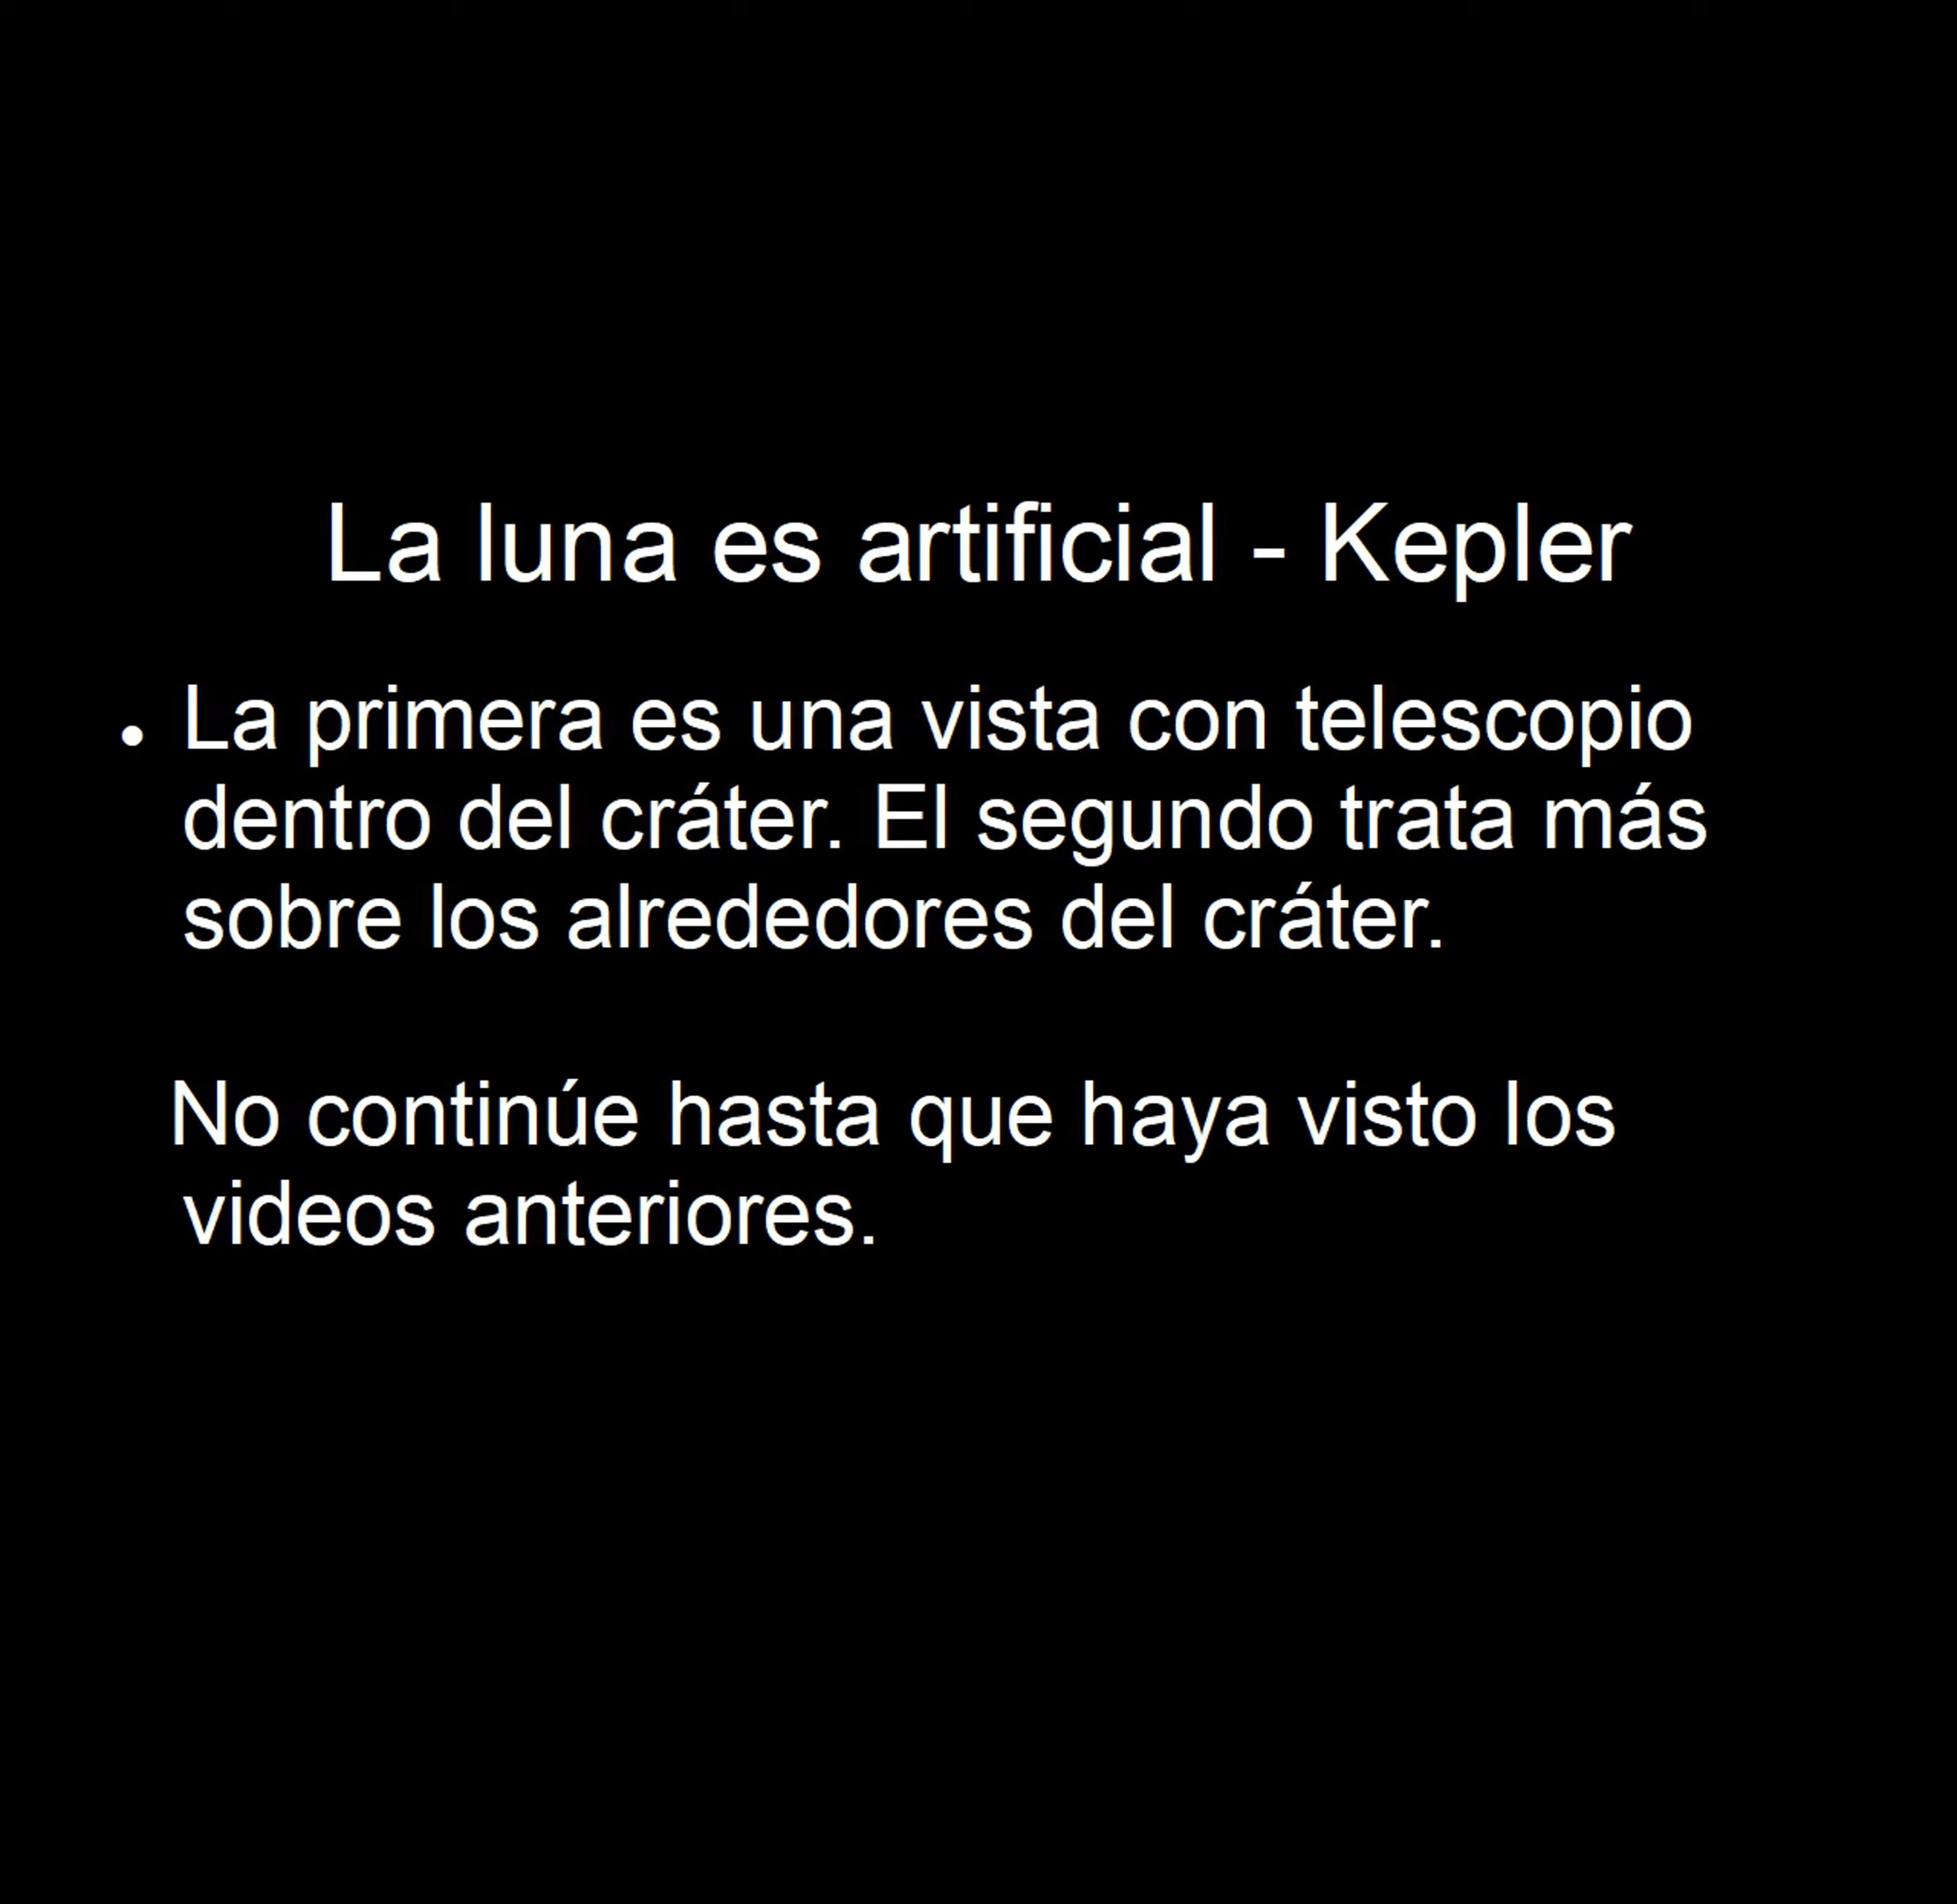 La luna es artificial - Kepler
• La primera es una vista con telescopio
dentro del cráter. El segundo trata más
sobre los alrededores del cráter.
No continúe hasta que haya visto los
videos anteriores.